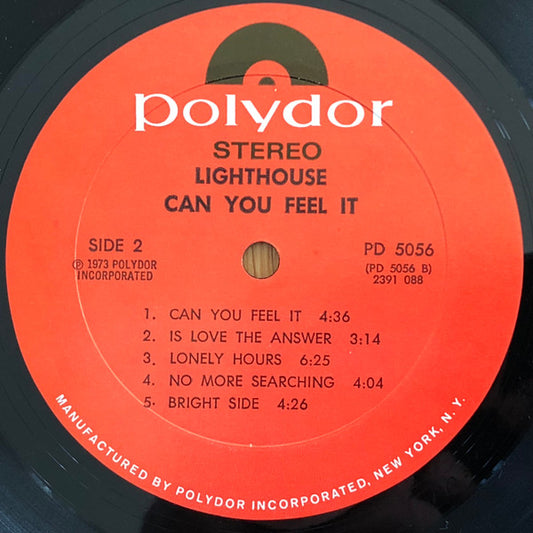 polydor
STEREO
LIGHTHOUSE
CAN YOU FEEL IT
SIDE 2
℗ 1973 POLYDOR
INCORPORATED
PD 5056
(PD 5056 B)
2391 088
1. CAN YOU FEEL IT 4:36
2. IS LOVE THE ANSWER 3:14
3. LONELY HOURS 6:25
4. NO MORE SEARCHING 4:04
5. BRIGHT SIDE 4:26
MANUFACTURED BY POLYDOR INCORPORATED, NEW YORK, N. Y.